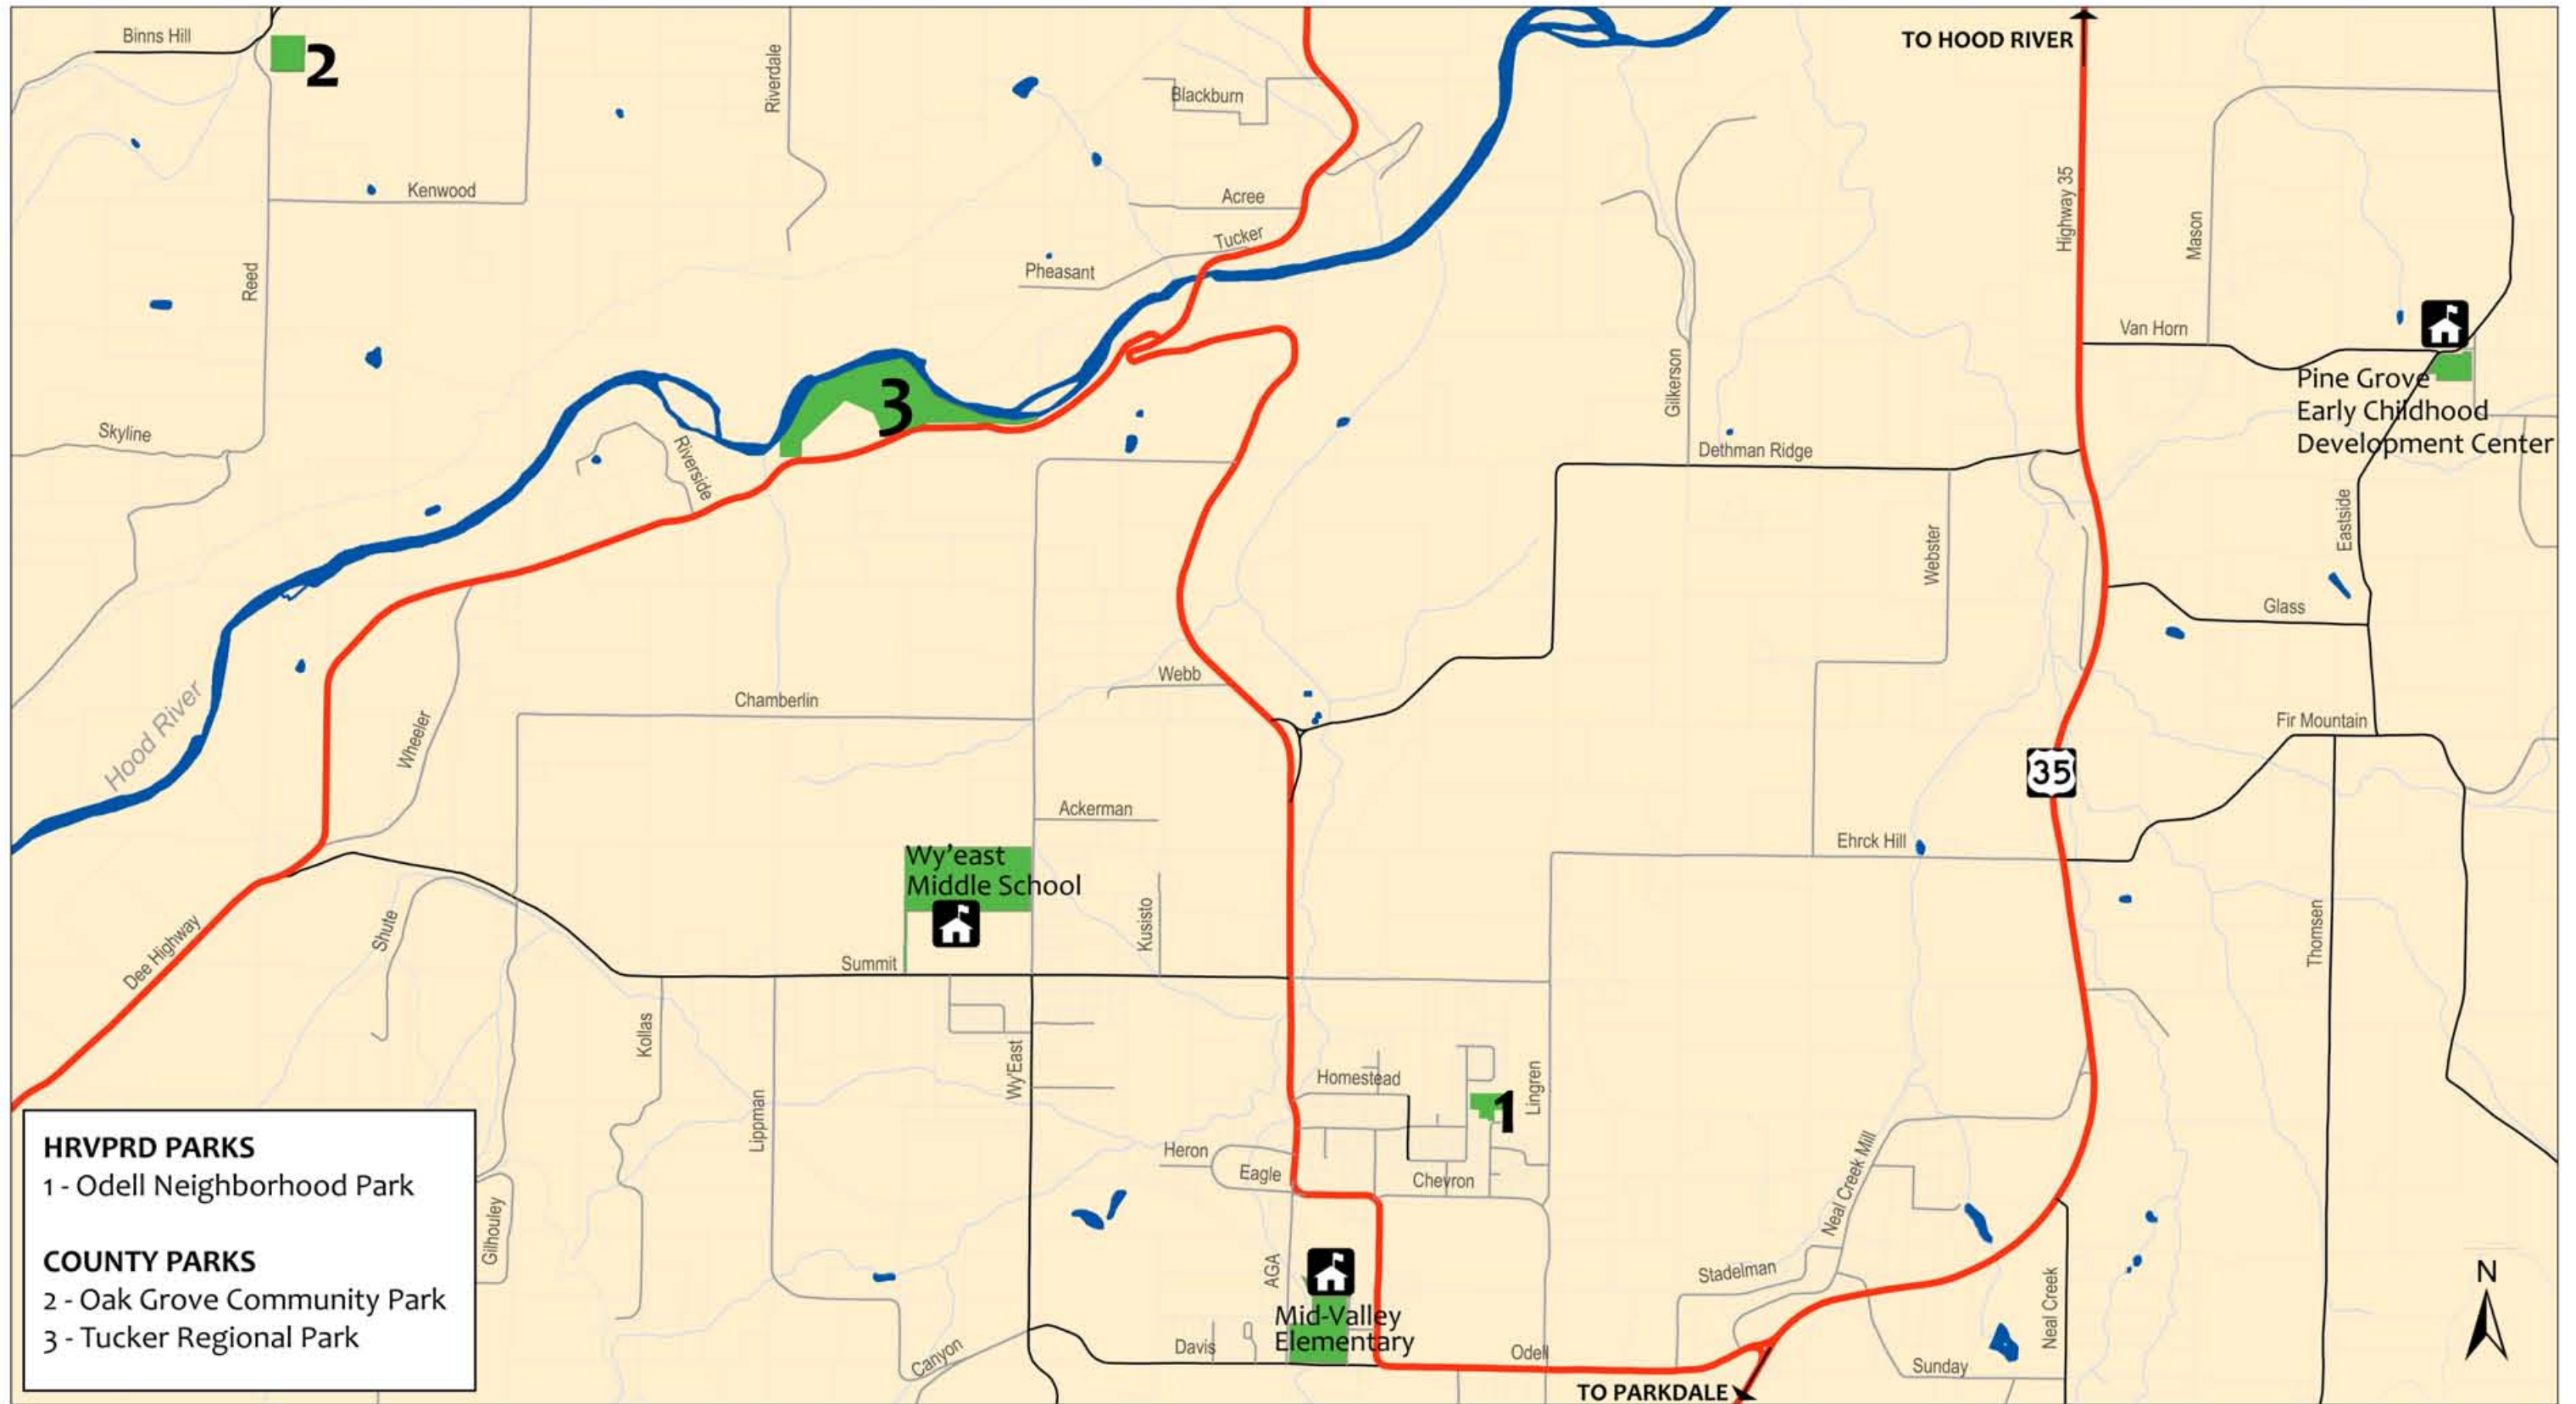 TO HOOD RIVER
Binns Hill
2
Riverdale
Blackburn
Kenwood
Acree
Highway 35
Mason
Tucker
Reed
Pheasant
Van Horn
Gilkerson
Pine Grove
Early Childhood
Development Center
3
Skyline
Riverside
Dethman Ridge
Eastside
Webster
Glass
Webb
Chamberlin
Hood River
Wheeler
Fir Mountain
35
Ackerman
Ehrck Hill
Wy'east
Middle School
Shute
Kusisto
Thomsen
Dee Highway
Summit
Kollas
Wy'East
Homestead
Lingren
1
Lippman
Heron
Eagle
Chevron
Neal Creek Mill
Gilhouley
AGA
Stadelman
Neal Creek
N
Mid-Valley
Elementary
Davis
Canyon
Odell
Sunday
TO PARKDALE
HRVPRD PARKS
1 - Odell Neighborhood Park
COUNTY PARKS
2 - Oak Grove Community Park
3 - Tucker Regional Park